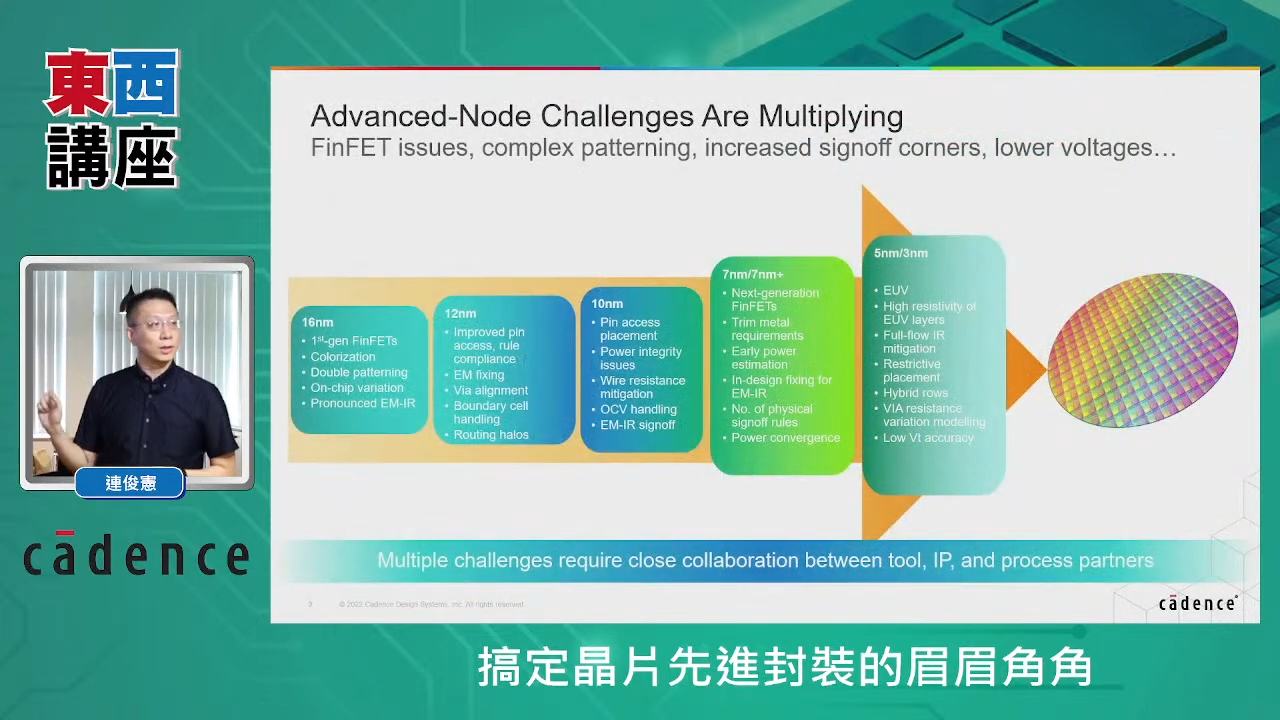 東西
講座
連俊憲
cādence
Advanced-Node Challenges Are Multiplying
FinFET issues, complex patterning, increased signoff corners, lower voltages…
16nm
• 1st-gen FinFETs
• Colorization
• Double patterning
• On-chip variation
• Pronounced EM-IR
12nm
• Improved pin
access, rule
compliance
• EM fixing
• Via alignment
• Boundary cell
handling
• Routing halos
10nm
• Pin access
placement
• Power integrity
issues
• Wire resistance
mitigation
• OCV handling
• EM-IR signoff
7nm/7nm+
• Next-generation
FinFETs
• Trim metal
requirements
• Early power
estimation
• In-design fixing for
EM-IR
• No. of physical
signoff rules
• Power convergence
5nm/3nm
• EUV
• High resistivity of
EUV layers
• Full-flow IR
mitigation
• Restrictive
placement
• Hybrid rows
• VIA resistance
variation modelling
• Low Vt accuracy
Multiple challenges require close collaboration between tool, IP, and process partners
3 © 2022 Cadence Design Systems, Inc. All rights reserved.
cādence®
搞定晶片先進封裝的眉眉角角